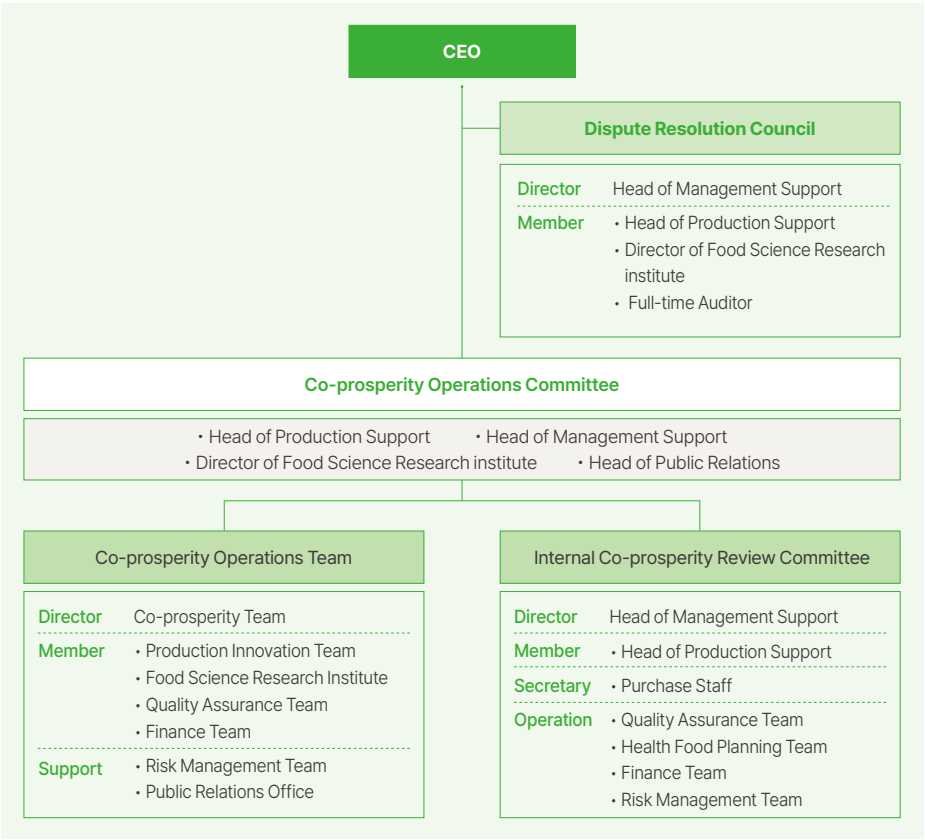 CEO
Dispute Resolution Council
Director Head of Management Support
Member • Head of Production Support
• Director of Food Science Research
institute
• Full-time Auditor
Co-prosperity Operations Committee
• Head of Production Support • Head of Management Support
• Director of Food Science Research institute • Head of Public Relations
Co-prosperity Operations Team
Director Co-prosperity Team
Member • Production Innovation Team
• Food Science Research Institute
• Quality Assurance Team
• Finance Team
Support • Risk Management Team
• Public Relations Office
Internal Co-prosperity Review Committee
Director Head of Management Support
Member • Head of Production Support
Secretary • Purchase Staff
Operation • Quality Assurance Team
• Health Food Planning Team
• Finance Team
• Risk Management Team